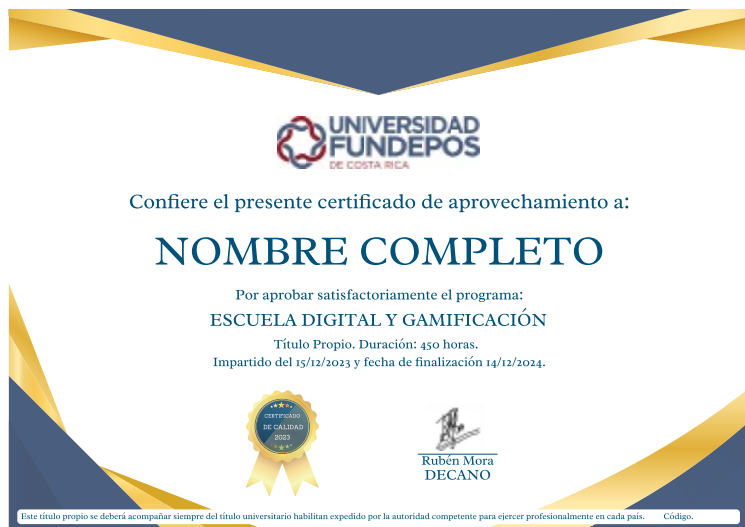 UNIVERSIDAD
FUNDEPOS
DE COSTA RICA
Confiere el presente certificado de aprovechamiento a:
NOMBRE COMPLETO
Por aprobar satisfactoriamente el programa:
ESCUELA DIGITAL Y GAMIFICACIÓN
Título Propio. Duración: 450 horas.
Impartido del 15/12/2023 y fecha de finalización 14/12/2024.
CERTIFICADO
DE CALIDAD
2023
Rubén Mora
DECANO
Este título propio se deberá acompañar siempre del título universitario habilitan expedido por la autoridad competente para ejercer profesionalmente en cada país. Código.